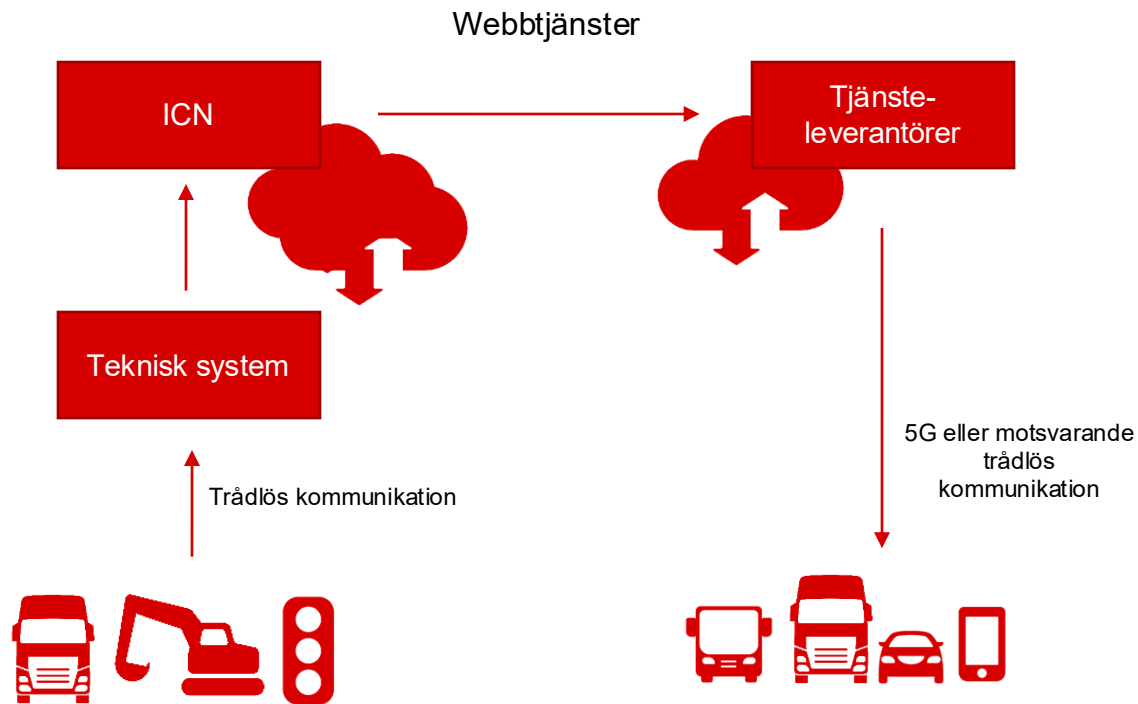 Webbtjänster
ICN
Tjänste-
leverantörer
Teknisk system
5G eller motsvarande
trådlös
kommunikation
Trådlös kommunikation